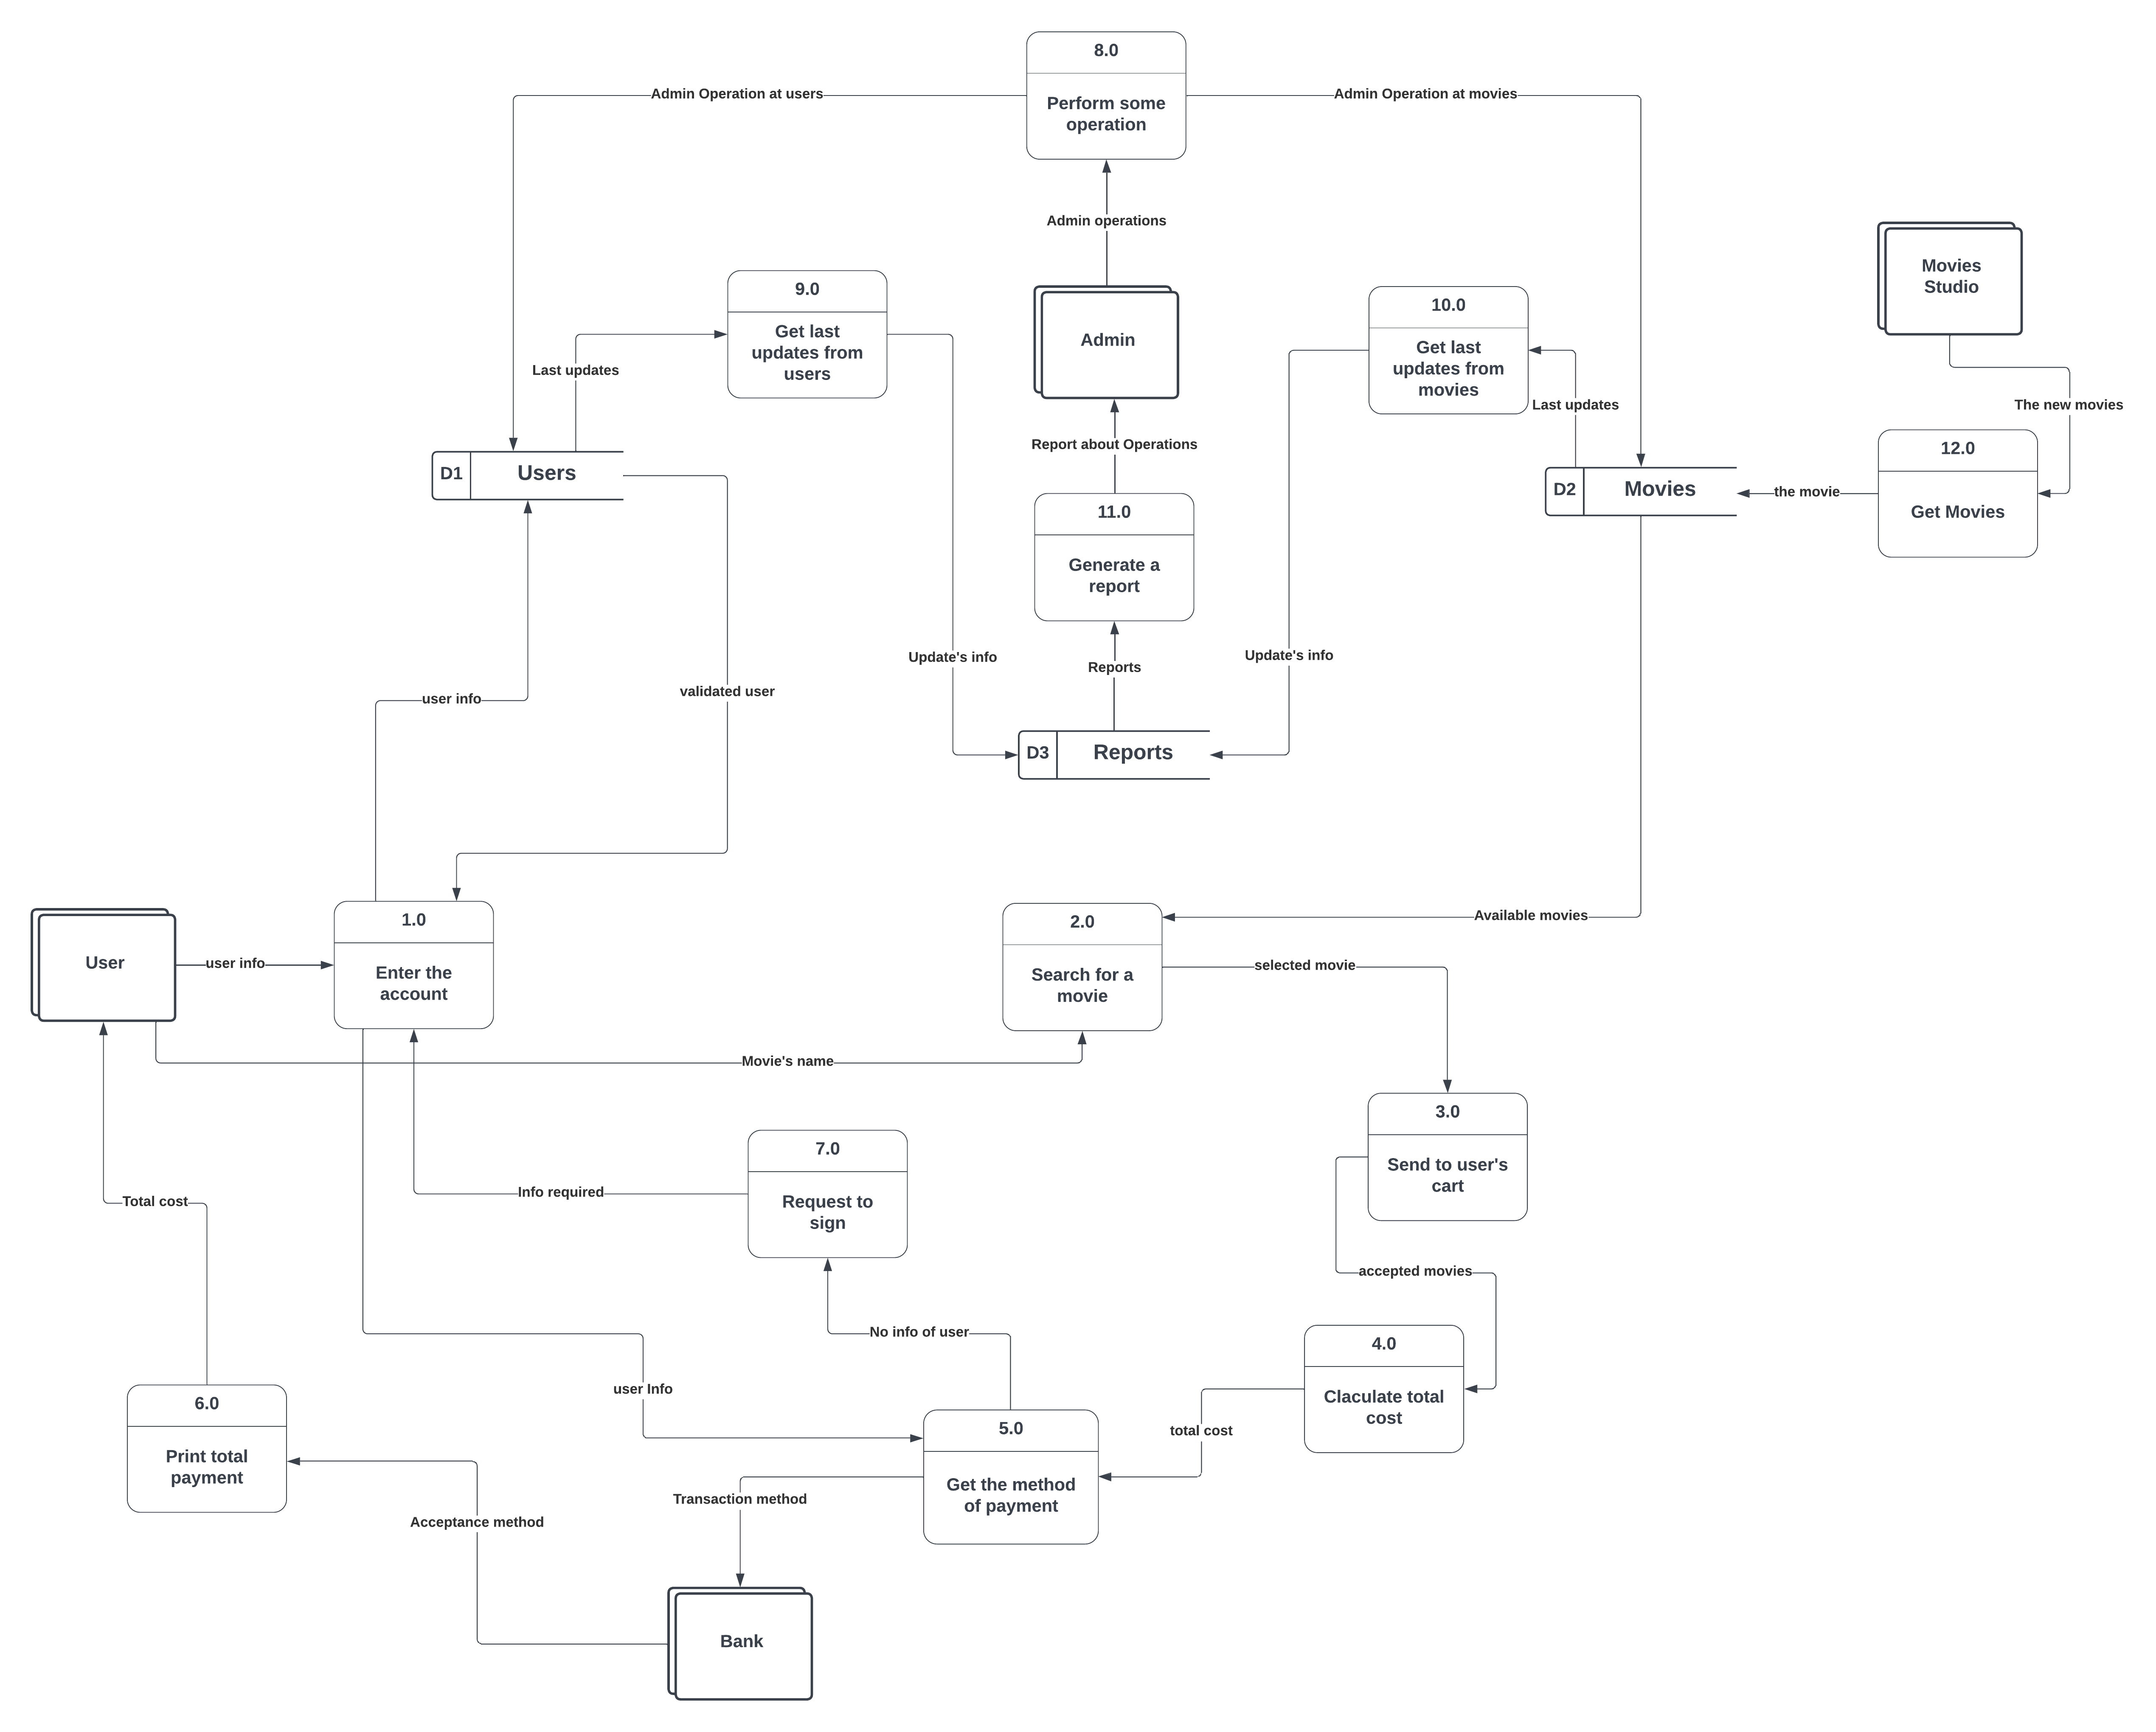 8.0
Perform some
operation
Admin Operation at users
Admin Operation at movies
Admin operations
Movies
Studio
9.0
Get last
updates from
users
Admin
10.0
Get last
updates from
movies
Last updates
Last updates
The new movies
Report about Operations
12.0
Get Movies
D1
Users
D2
Movies
the movie
11.0
Generate a
report
Update's info
Reports
Update's info
validated user
user info
D3
Reports
1.0
Enter the
account
2.0
Search for a
movie
Available movies
User
user info
selected movie
Movie's name
3.0
Send to user's
cart
7.0
Request to
sign
Info required
Total cost
accepted movies
No info of user
4.0
Claculate total
cost
user Info
6.0
Print total
payment
5.0
Get the method
of payment
total cost
Transaction method
Acceptance method
Bank